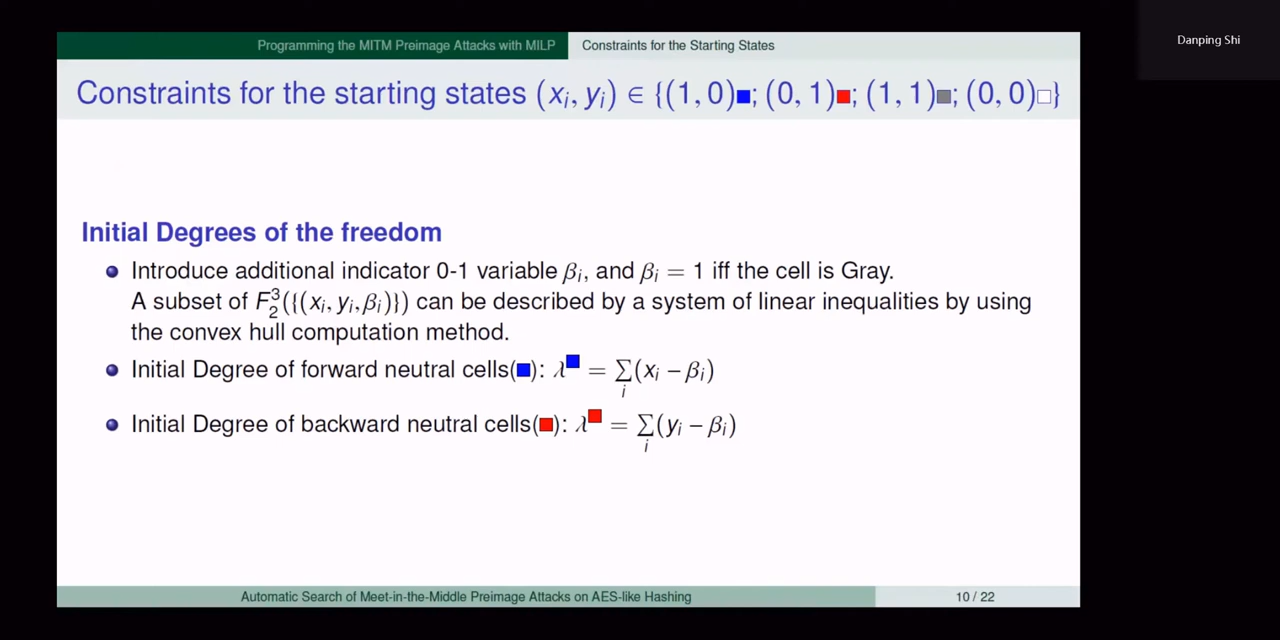 Programming the MITM Preimage Attacks with MILP Constraints for the Starting States
Danping Shi
Constraints for the starting states (xᵢ, yᵢ) ∈ {(1, 0)■; (0, 1)■; (1, 1)■; (0, 0)□}
Initial Degrees of the freedom
Introduce additional indicator 0-1 variable βᵢ, and βᵢ = 1 iff the cell is Gray.
A subset of F₂³({(xᵢ, yᵢ, βᵢ)}) can be described by a system of linear inequalities by using
the convex hull computation method.
Initial Degree of forward neutral cells(■): λ^■ = ∑ᵢ(xᵢ − βᵢ)
Initial Degree of backward neutral cells(■): λ^■ = ∑ᵢ(yᵢ − βᵢ)
Automatic Search of Meet-in-the-Middle Preimage Attacks on AES-like Hashing 10 / 22